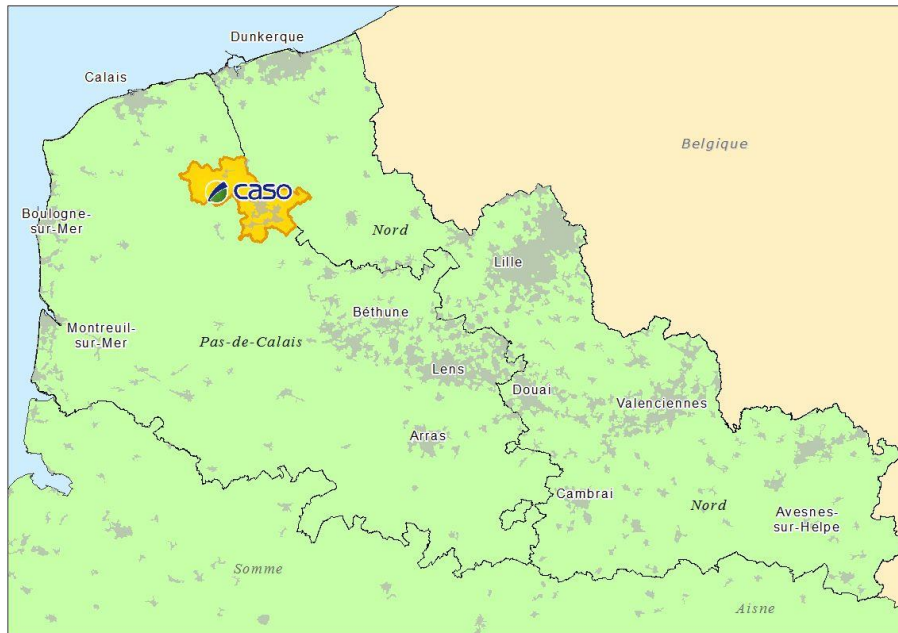 Dunkerque
Calais
Belgique
caso
Boulogne-
sur-Mer
Nord
Lille
Béthune
Montreuil-
sur-Mer
Pas-de-Calais
Lens
Douai
Valenciennes
Arras
Cambrai
Nord
Avesnes-
sur-Helpe
Somme
Aisne